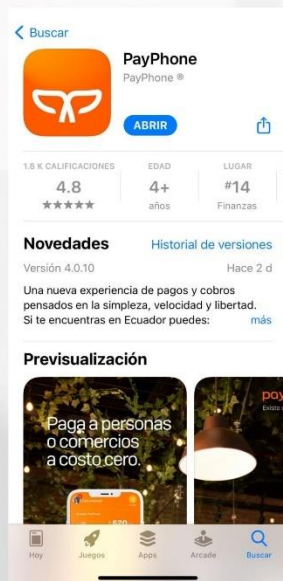 Buscar
PayPhone
PayPhone ®
ABRIR
1.8 K CALIFICACIONES EDAD LUGAR
4.8 4+ #14
★★★★★ años Finanzas
Novedades Historial de versiones
Versión 4.0.10 Hace 2 d
Una nueva experiencia de pagos y cobros
pensados en la simpleza, velocidad y libertad.
Si te encuentras en Ecuador puedes: más
Previsualización
Paga a personas
o comercios
a costo cero.
pay
Hoy Juegos Apps Arcade Buscar